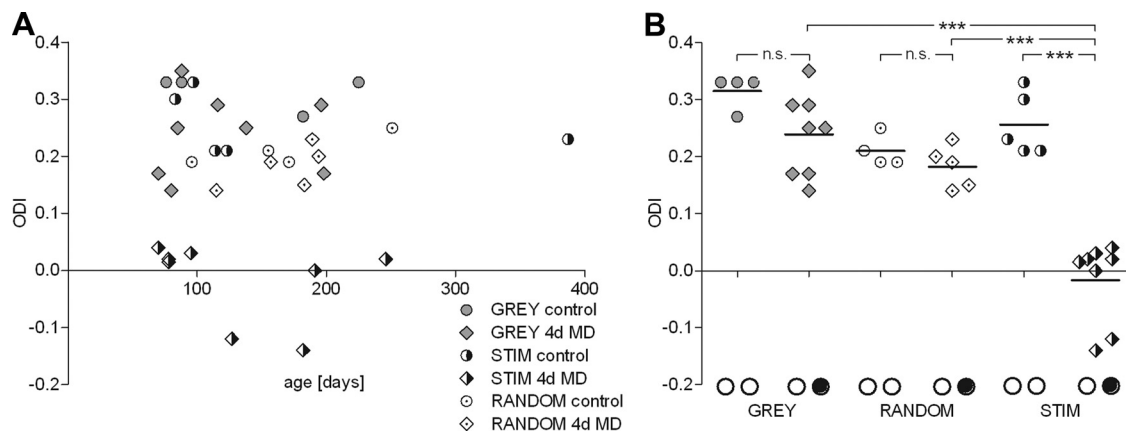 A
0.4
0.3
0.2
0.1
0.0
-0.1
-0.2
ODI
100
200
300
400
age [days]
GREY control
GREY 4d MD
STIM control
STIM 4d MD
RANDOM control
RANDOM 4d MD
B
***
***
n.s.
n.s.
***
0.4
0.3
0.2
0.1
0.0
-0.1
-0.2
ODI
GREY
RANDOM
STIM